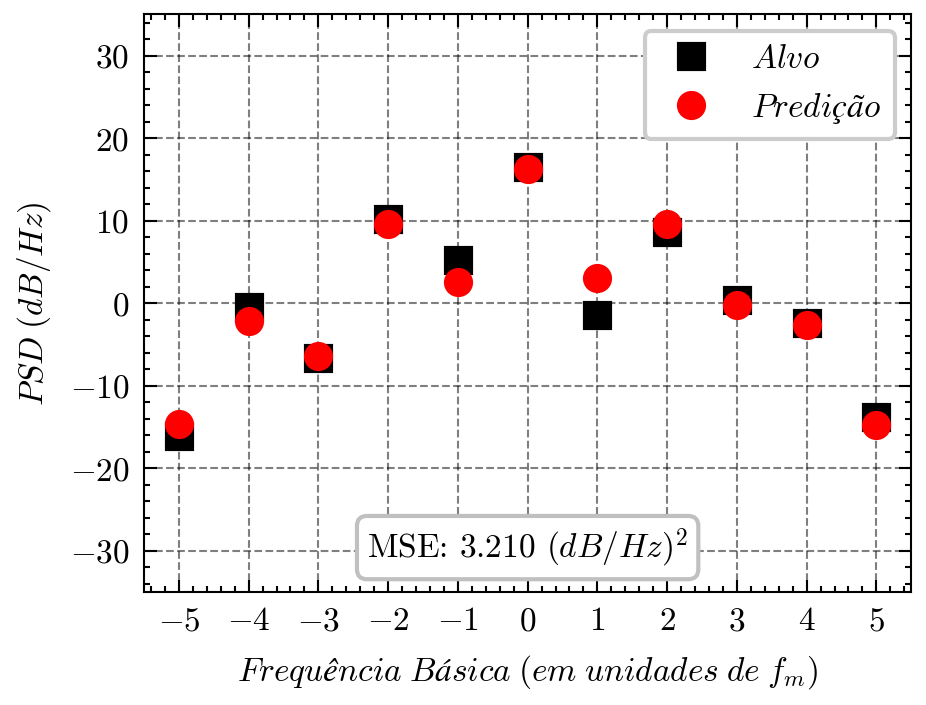 Alvo
Predição
30
20
10
0
−10
−20
−30
PSD (dB/Hz)
MSE: 3.210 (dB/Hz)²
−5 −4 −3 −2 −1 0 1 2 3 4 5
Frequência Básica (em unidades de fₘ)